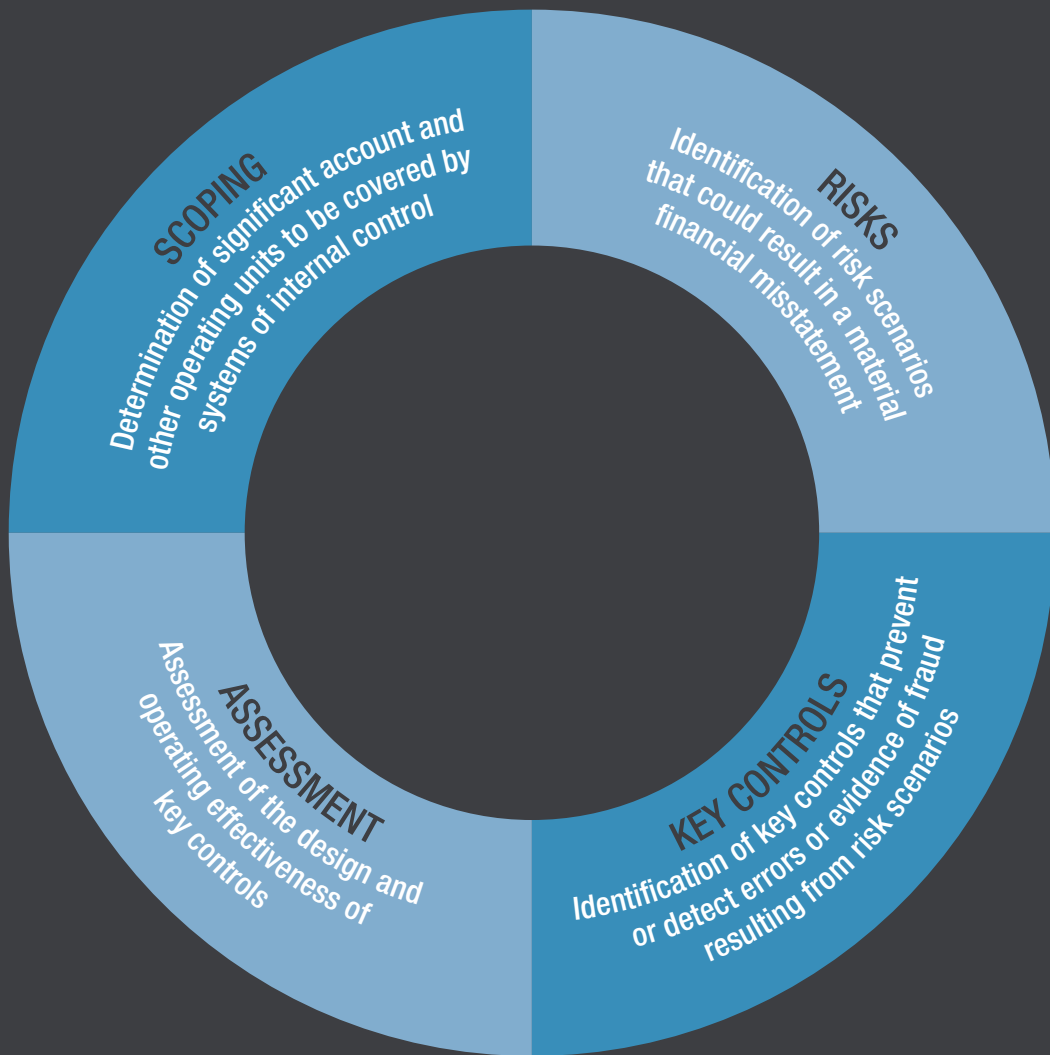 SCOPING
Determination of significant account and
other operating units to be covered by
systems of internal control
RISKS
Identification of risk scenarios
that could result in a material
financial misstatement
KEY CONTROLS
Identification of key controls that prevent
or detect errors or evidence of fraud
resulting from risk scenarios
ASSESSMENT
Assessment of the design and
operating effectiveness of
key controls